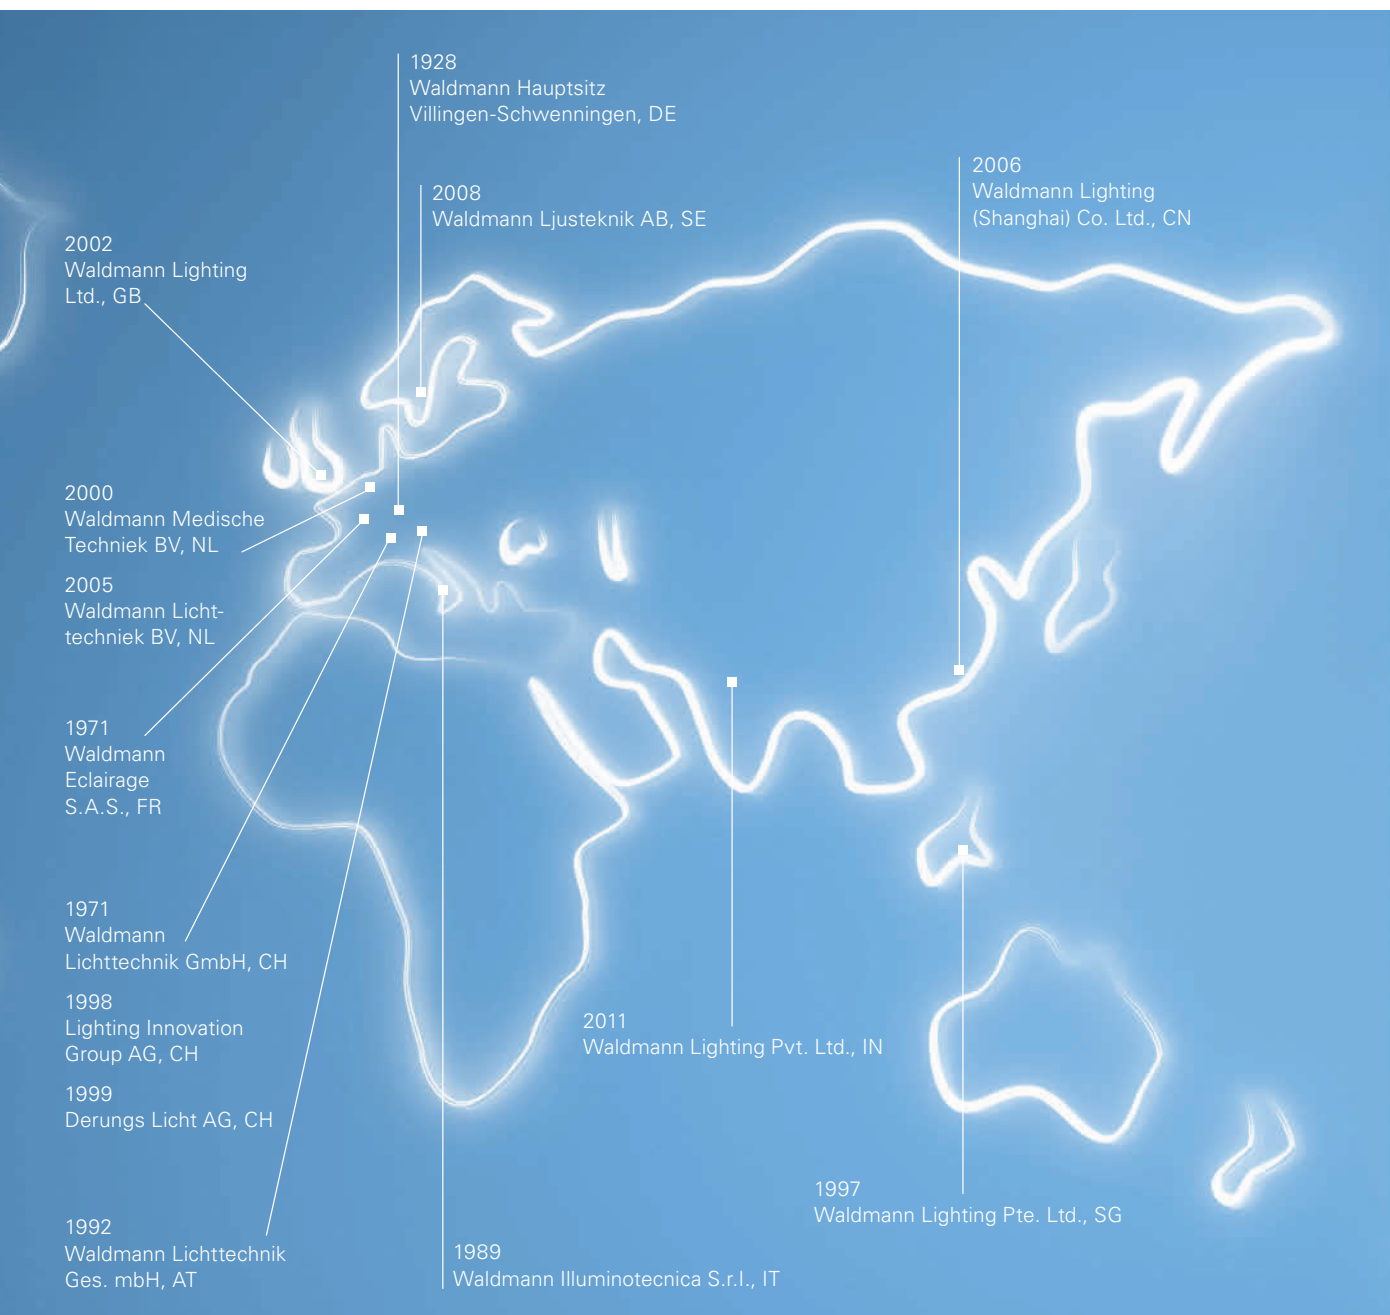 1928
Waldmann Hauptsitz
Villingen-Schwenningen, DE
2008
Waldmann Ljusteknik AB, SE
2006
Waldmann Lighting
(Shanghai) Co. Ltd., CN
2002
Waldmann Lighting
Ltd., GB
2000
Waldmann Medische
Techniek BV, NL
2005
Waldmann Licht-
techniek BV, NL
1971
Waldmann
Eclairage
S.A.S., FR
1971
Waldmann
Lichttechnik GmbH, CH
1998
Lighting Innovation
Group AG, CH
1999
Derungs Licht AG, CH
1992
Waldmann Lichttechnik
Ges. mbH, AT
2011
Waldmann Lighting Pvt. Ltd., IN
1997
Waldmann Lighting Pte. Ltd., SG
1989
Waldmann Illuminotecnica S.r.l., IT